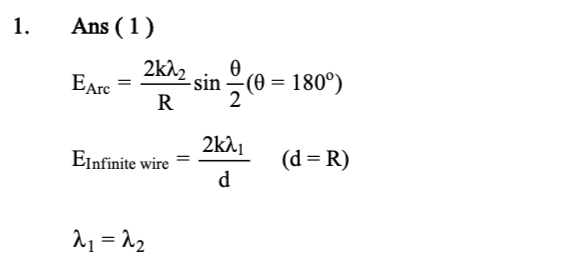 1. Ans ( 1 )
E_Arc = 2kλ₂/R sin θ/2 (θ = 180°)
E_Infinite wire = 2kλ₁/d (d = R)
λ₁ = λ₂